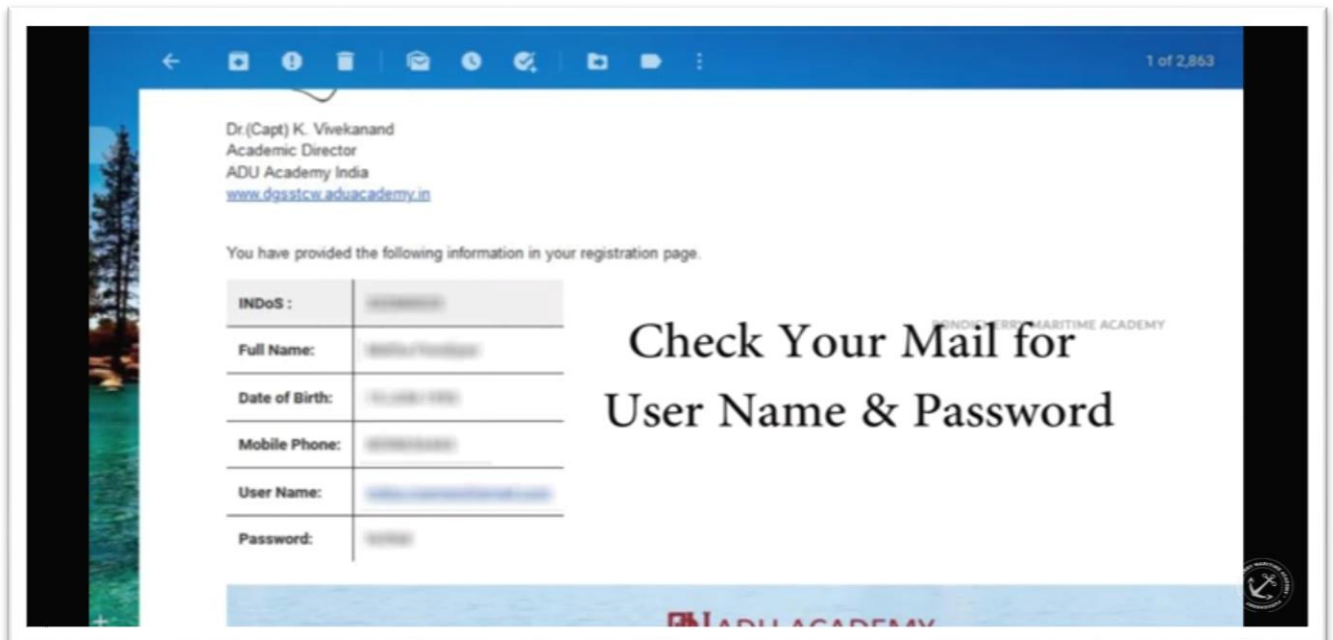 1 of 2,863
Dr.(Capt) K. Vivekanand
Academic Director
ADU Academy India
www.dgsstcw.aduacademy.in
You have provided the following information in your registration page.
INDoS :
Full Name:
Date of Birth:
Mobile Phone:
User Name:
Password:
MARITIME ACADEMY
Check Your Mail for
User Name & Password
ADU ACADEMY